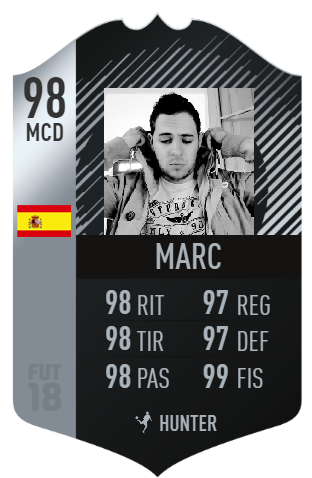 98
MCD
MARC
98 RIT 97 REG
98 TIR 97 DEF
98 PAS 99 FIS
FUT
18
HUNTER